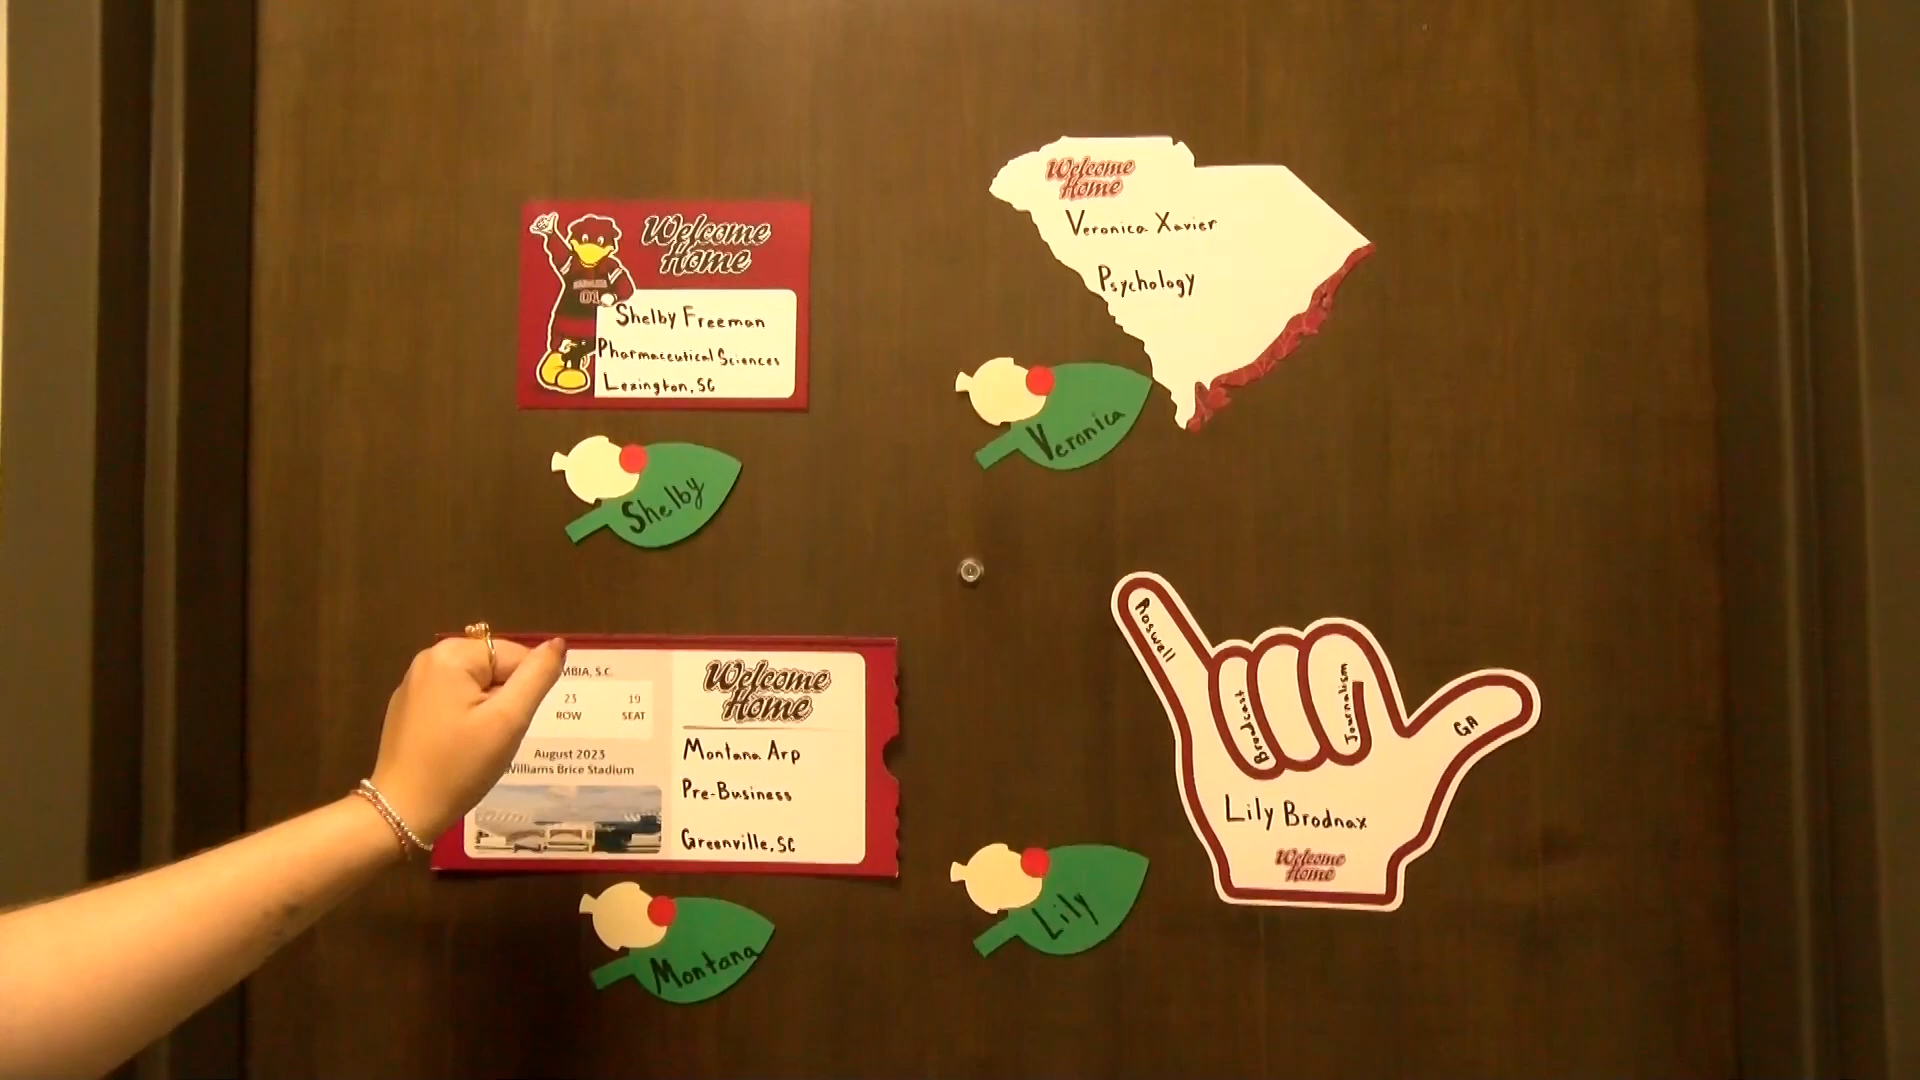 Welcome
Home
Shelby Freeman
Pharmaceutical Sciences
Lexington, SC
01
Shelby
Welcome
Home
Veronica Xavier
Psychology
Veronica
MBIA, S.C.
23 19
ROW SEAT
August 2023
Williams Brice Stadium
Welcome
Home
Montana Arp
Pre-Business
Greenville, SC
Montana
Roswell
Broadcast
Journalism
GA
Lily Brodnax
Welcome
Home
Lily